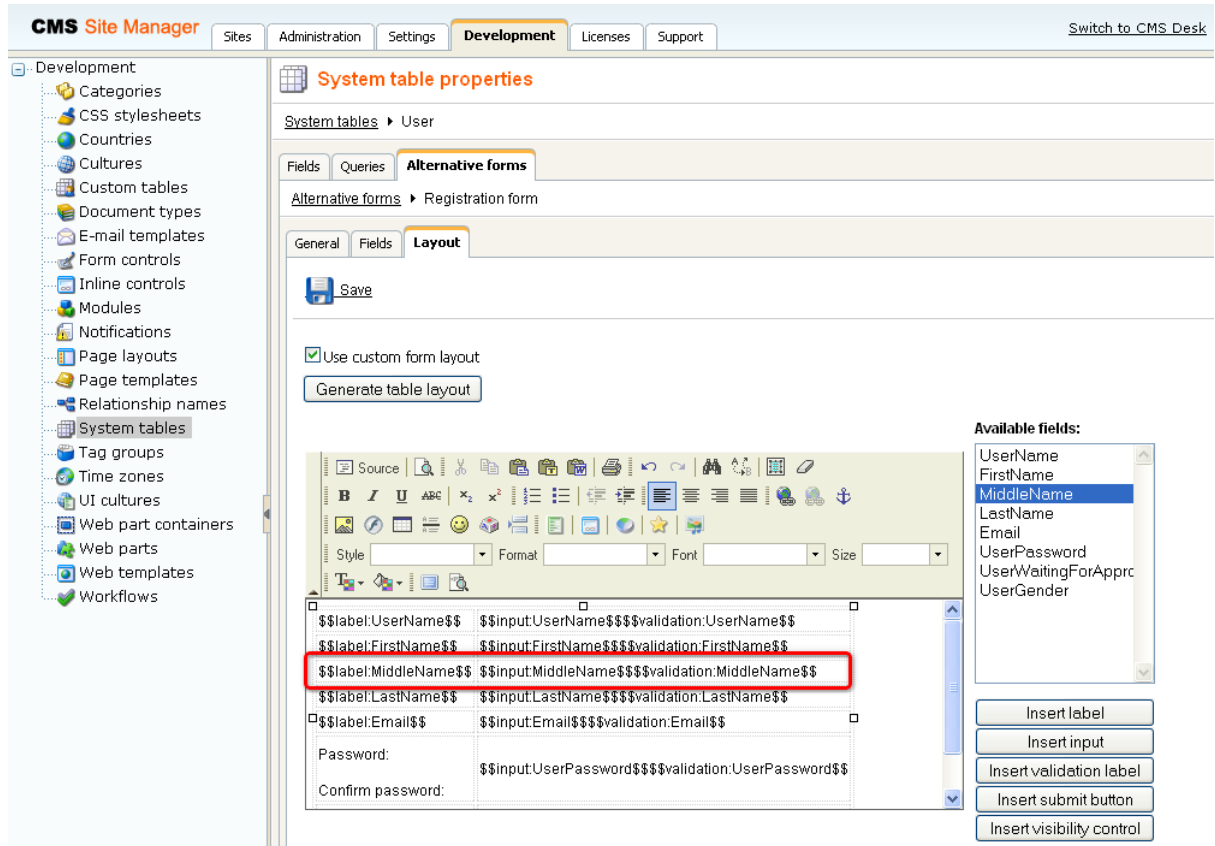 CMS Site Manager
Sites
Administration
Settings
Development
Licenses
Support
Switch to CMS Desk
Development
Categories
CSS stylesheets
Countries
Cultures
Custom tables
Document types
E-mail templates
Form controls
Inline controls
Modules
Notifications
Page layouts
Page templates
Relationship names
System tables
Tag groups
Time zones
UI cultures
Web part containers
Web parts
Web templates
Workflows
System table properties
System tables ▸ User
Fields
Queries
Alternative forms
Alternative forms ▸ Registration form
General
Fields
Layout
Save
Use custom form layout
Generate table layout
Source
B I U ABC x₂ x²
Style
Format
Font
Size
$$label:UserName$$ $$input:UserName$$$$validation:UserName$$
$$label:FirstName$$ $$input:FirstName$$$$validation:FirstName$$
$$label:MiddleName$$ $$input:MiddleName$$$$validation:MiddleName$$
$$label:LastName$$ $$input:LastName$$$$validation:LastName$$
$$label:Email$$ $$input:Email$$$$validation:Email$$
Password:
$$input:UserPassword$$$$validation:UserPassword$$
Confirm password:
Available fields:
UserName
FirstName
MiddleName
LastName
Email
UserPassword
UserWaitingForAppro
UserGender
Insert label
Insert input
Insert validation label
Insert submit button
Insert visibility control